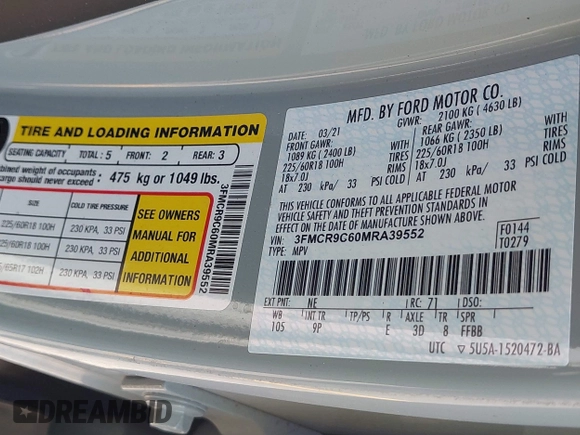 TIRE AND LOADING INFORMATION
SEATING CAPACITY TOTAL: 5 FRONT: 2 REAR: 3
weight of occupants
cargo should never exceed: 475 kg or 1049 lbs.
SIZE COLD TIRE PRESSURE
225/60R18 100H 230 KPA, 33 PSI
/60R18 100H 230 KPA, 33 PSI
/65R17 102H 230 KPA, 33 PSI
SEE OWNERS
MANUAL FOR
ADDITIONAL
INFORMATION
3FMCR9C60MRA39552
MFD. BY FORD MOTOR CO.
DATE: 03/21 GVWR: 2100 KG ( 4630 LB)
FRONT GAWR: REAR GAWR:
1089 KG ( 2400 LB) 1066 KG ( 2350 LB) WITH
225/60R18 100H TIRES 225/60R18 100H TIRES
18x7.0J RIMS 18x7.0J RIMS
AT 230 kPa/ 33 PSI COLD AT 230 kPa/ 33 PSI COLD
THIS VEHICLE CONFORMS TO ALL APPLICABLE FEDERAL MOTOR
VEHICLE SAFETY AND THEFT PREVENTION STANDARDS IN
EFFECT ON THE DATE OF MANUFACTURE SHOWN ABOVE.
VIN: 3FMCR9C60MRA39552 F0144
TYPE: MPV T0279
EXT PNT: NE RC: 71 DSO:
WB INT TR TP/PS R AXLE TR SPR
105 9P E 3D 8 FFBB
UTC ▽5U5A-1520472-BA
DREAMBID